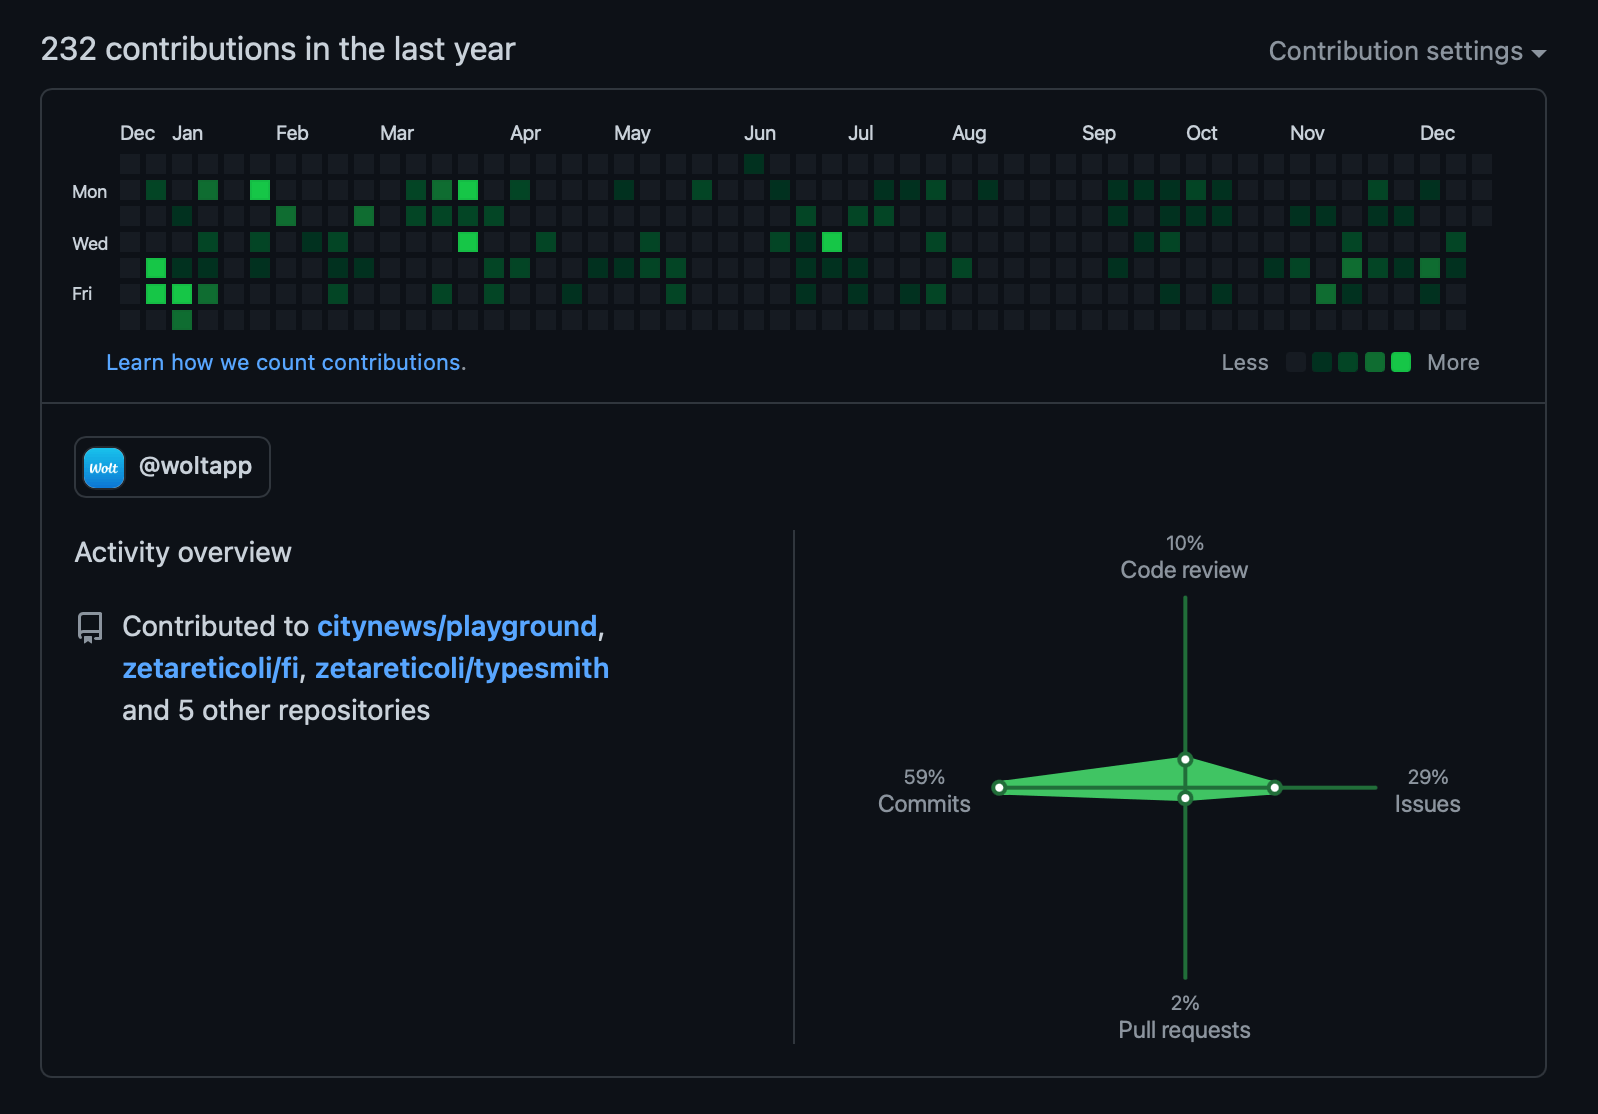 232 contributions in the last year
Contribution settings
Dec Jan Feb Mar Apr May Jun Jul Aug Sep Oct Nov Dec
Mon
Wed
Fri
Learn how we count contributions.
Less More
Wolt @woltapp
Activity overview
Contributed to citynews/playground,
zetareticoli/fi, zetareticoli/typesmith
and 5 other repositories
10%
Code review
59%
Commits
29%
Issues
2%
Pull requests